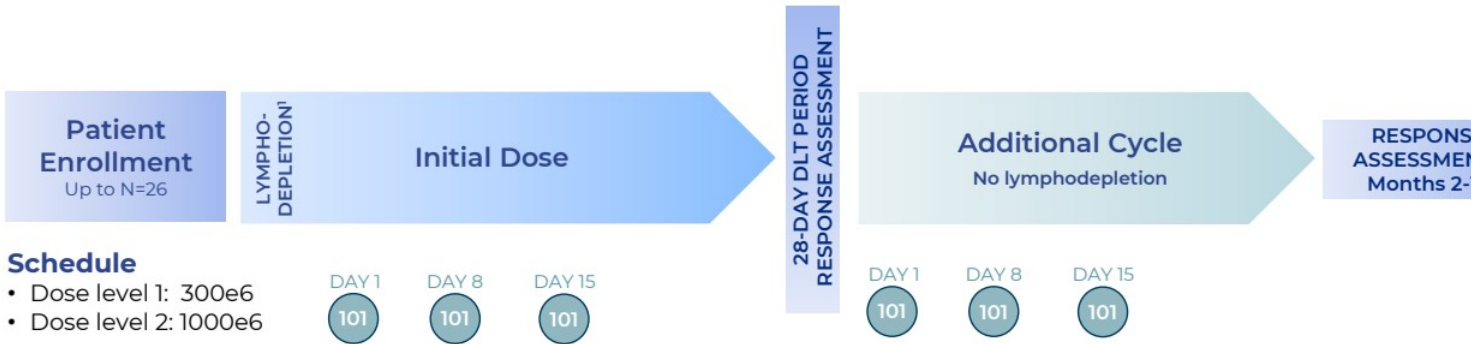 Patient
Enrollment
Up to N=26
LYMPHO-
DEPLETION¹
Initial Dose
28-DAY DLT PERIOD
RESPONSE ASSESSMENT
Additional Cycle
No lymphodepletion
RESPONS
ASSESSMEN
Months 2-
Schedule
• Dose level 1: 300e6
• Dose level 2: 1000e6
DAY 1 DAY 8 DAY 15
101 101 101
DAY 1 DAY 8 DAY 15
101 101 101